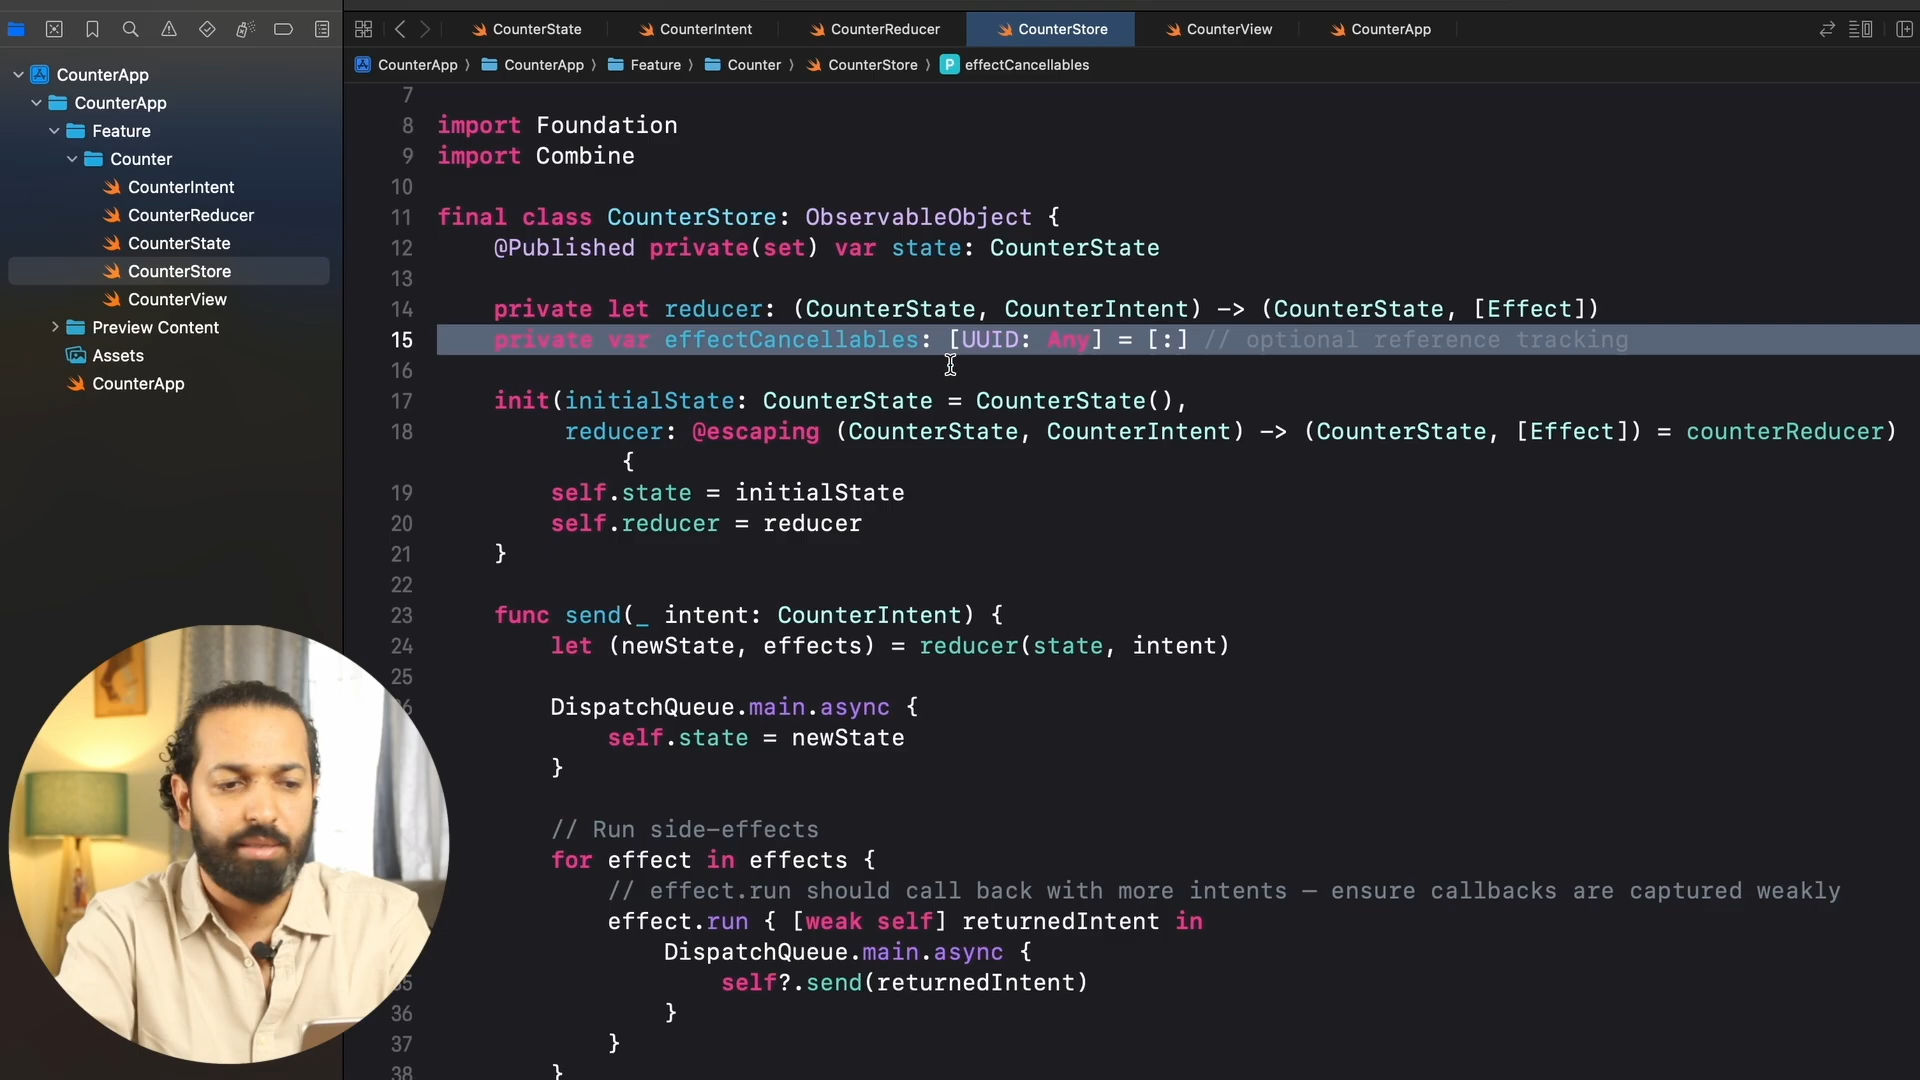 CounterState
CounterIntent
CounterReducer
CounterStore
CounterView
CounterApp
CounterApp 〉 CounterApp 〉 Feature 〉 Counter 〉 CounterStore 〉 P effectCancellables
CounterApp
CounterApp
Feature
Counter
CounterIntent
CounterReducer
CounterState
CounterStore
CounterView
Preview Content
Assets
CounterApp
7
8 import Foundation
9 import Combine
10
11 final class CounterStore: ObservableObject {
12 @Published private(set) var state: CounterState
13
14 private let reducer: (CounterState, CounterIntent) -> (CounterState, [Effect])
15 private var effectCancellables: [UUID: Any] = [:] // optional reference tracking
16
17 init(initialState: CounterState = CounterState(),
18 reducer: @escaping (CounterState, CounterIntent) -> (CounterState, [Effect]) = counterReducer)
{
19 self.state = initialState
20 self.reducer = reducer
21 }
22
23 func send(_ intent: CounterIntent) {
24 let (newState, effects) = reducer(state, intent)
25
DispatchQueue.main.async {
self.state = newState
}
// Run side-effects
for effect in effects {
// effect.run should call back with more intents — ensure callbacks are captured weakly
effect.run { [weak self] returnedIntent in
DispatchQueue.main.async {
self?.send(returnedIntent)
36 }
37 }
38 }